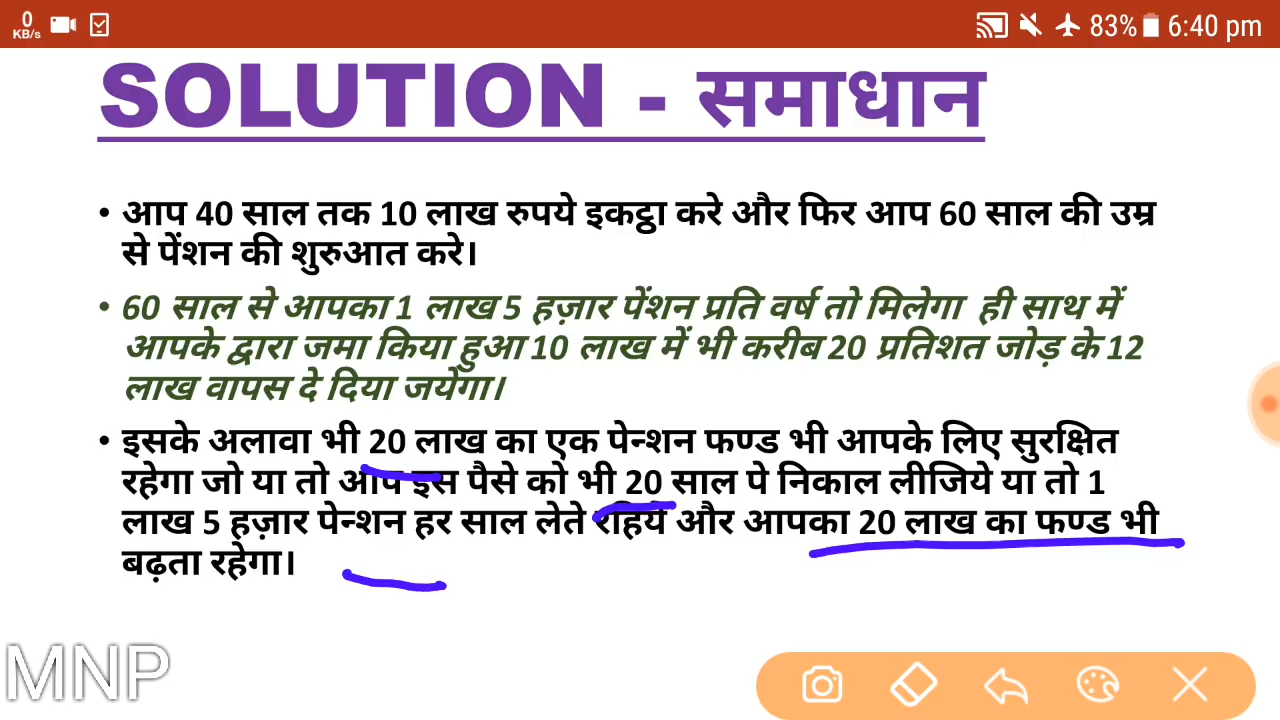 0
KB/s
83% 6:40 pm
SOLUTION - समाधान
• आप 40 साल तक 10 लाख रुपये इकट्ठा करे और फिर आप 60 साल की उम्र
से पेंशन की शुरुआत करे।
• 60 साल से आपका 1 लाख 5 हज़ार पेंशन प्रति वर्ष तो मिलेगा ही साथ में
आपके द्वारा जमा किया हुआ 10 लाख में भी करीब 20 प्रतिशत जोड़ के 12
लाख वापस दे दिया जयेगा।
• इसके अलावा भी 20 लाख का एक पेन्शन फण्ड भी आपके लिए सुरक्षित
रहेगा जो या तो आप इस पैसे को भी 20 साल पे निकाल लीजिये या तो 1
लाख 5 हज़ार पेन्शन हर साल लेते रहिये और आपका 20 लाख का फण्ड भी
बढ़ता रहेगा।
MNP